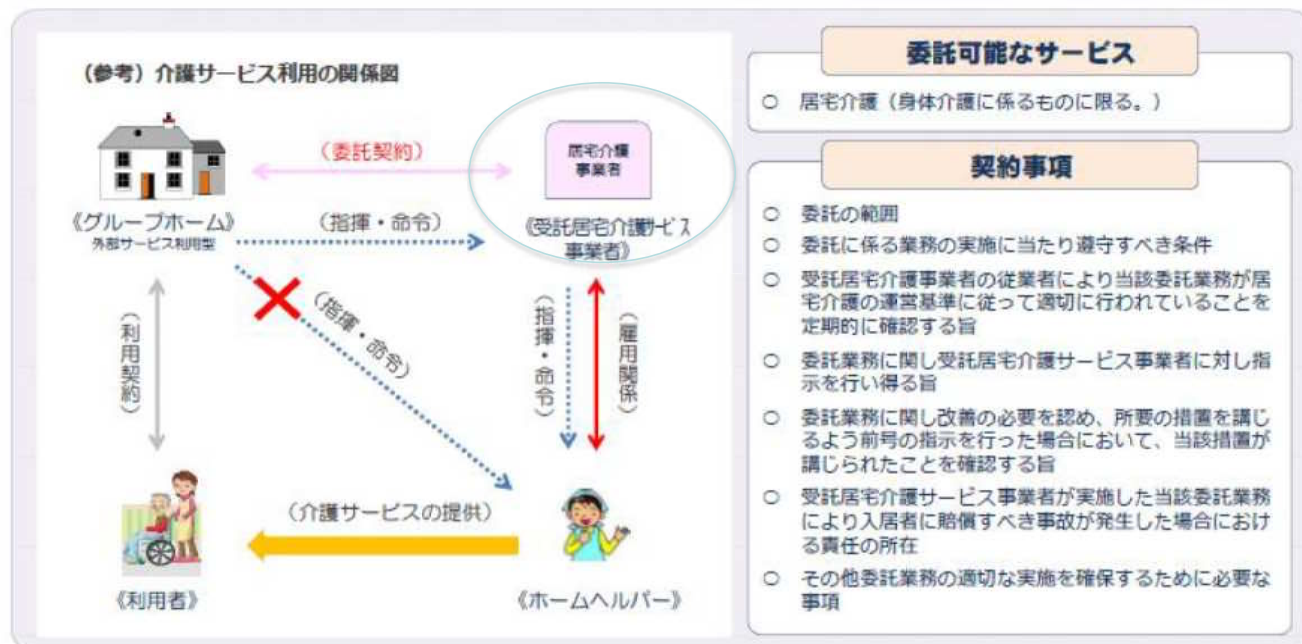 (参考)介護サービス利用の関係図
(委託契約)
居宅介護
事業者
《グループホーム》
外部サービス利用型
(指揮・命令)
《受託居宅介護サービス
事業者》
(利用契約)
(指揮・命令)
(指揮・命令)
(雇用関係)
(介護サービスの提供)
《利用者》
《ホームヘルパー》
委託可能なサービス
○ 居宅介護(身体介護に係るものに限る。)
契約事項
○ 委託の範囲
○ 委託に係る業務の実施に当たり遵守すべき条件
○ 受託居宅介護事業者の従業者により当該委託業務が居
宅介護の運営基準に従って適切に行われていることを
定期的に確認する旨
○ 委託業務に関し受託居宅介護サービス事業者に対し指
示を行い得る旨
○ 委託業務に関し改善の必要を認め、所要の措置を講じ
るよう前号の指示を行った場合において、当該措置が
講じられたことを確認する旨
○ 受託居宅介護サービス事業者が実施した当該委託業務
により入居者に賠償すべき事故が発生した場合におけ
る責任の所在
○ その他委託業務の適切な実施を確保するために必要な
事項